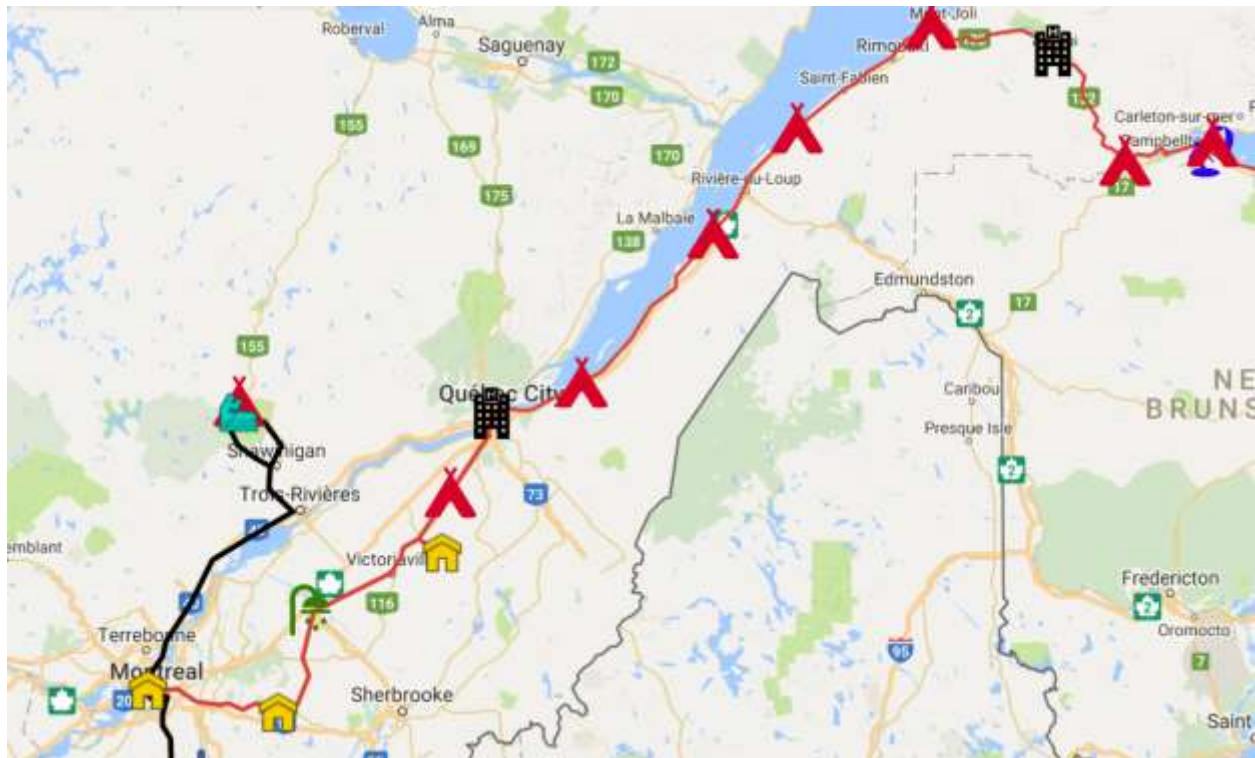 Alma
Roberval
Saguenay
172
170
155
169
175
170
138
La Malbaie
Rivière-du-Loup
Saint-Fabien
Rimouski
Mont-Joli
Carleton-sur-mer
17
Edmundston
17
2
Caribou
Presque Isle
NE
BRUNS
2
155
Québec City
Shawinigan
Trois-Rivières
73
emblant
Victoriavill
116
Terrebonne
Montreal
20
Sherbrooke
95
Fredericton
2
Oromocto
7
Saint